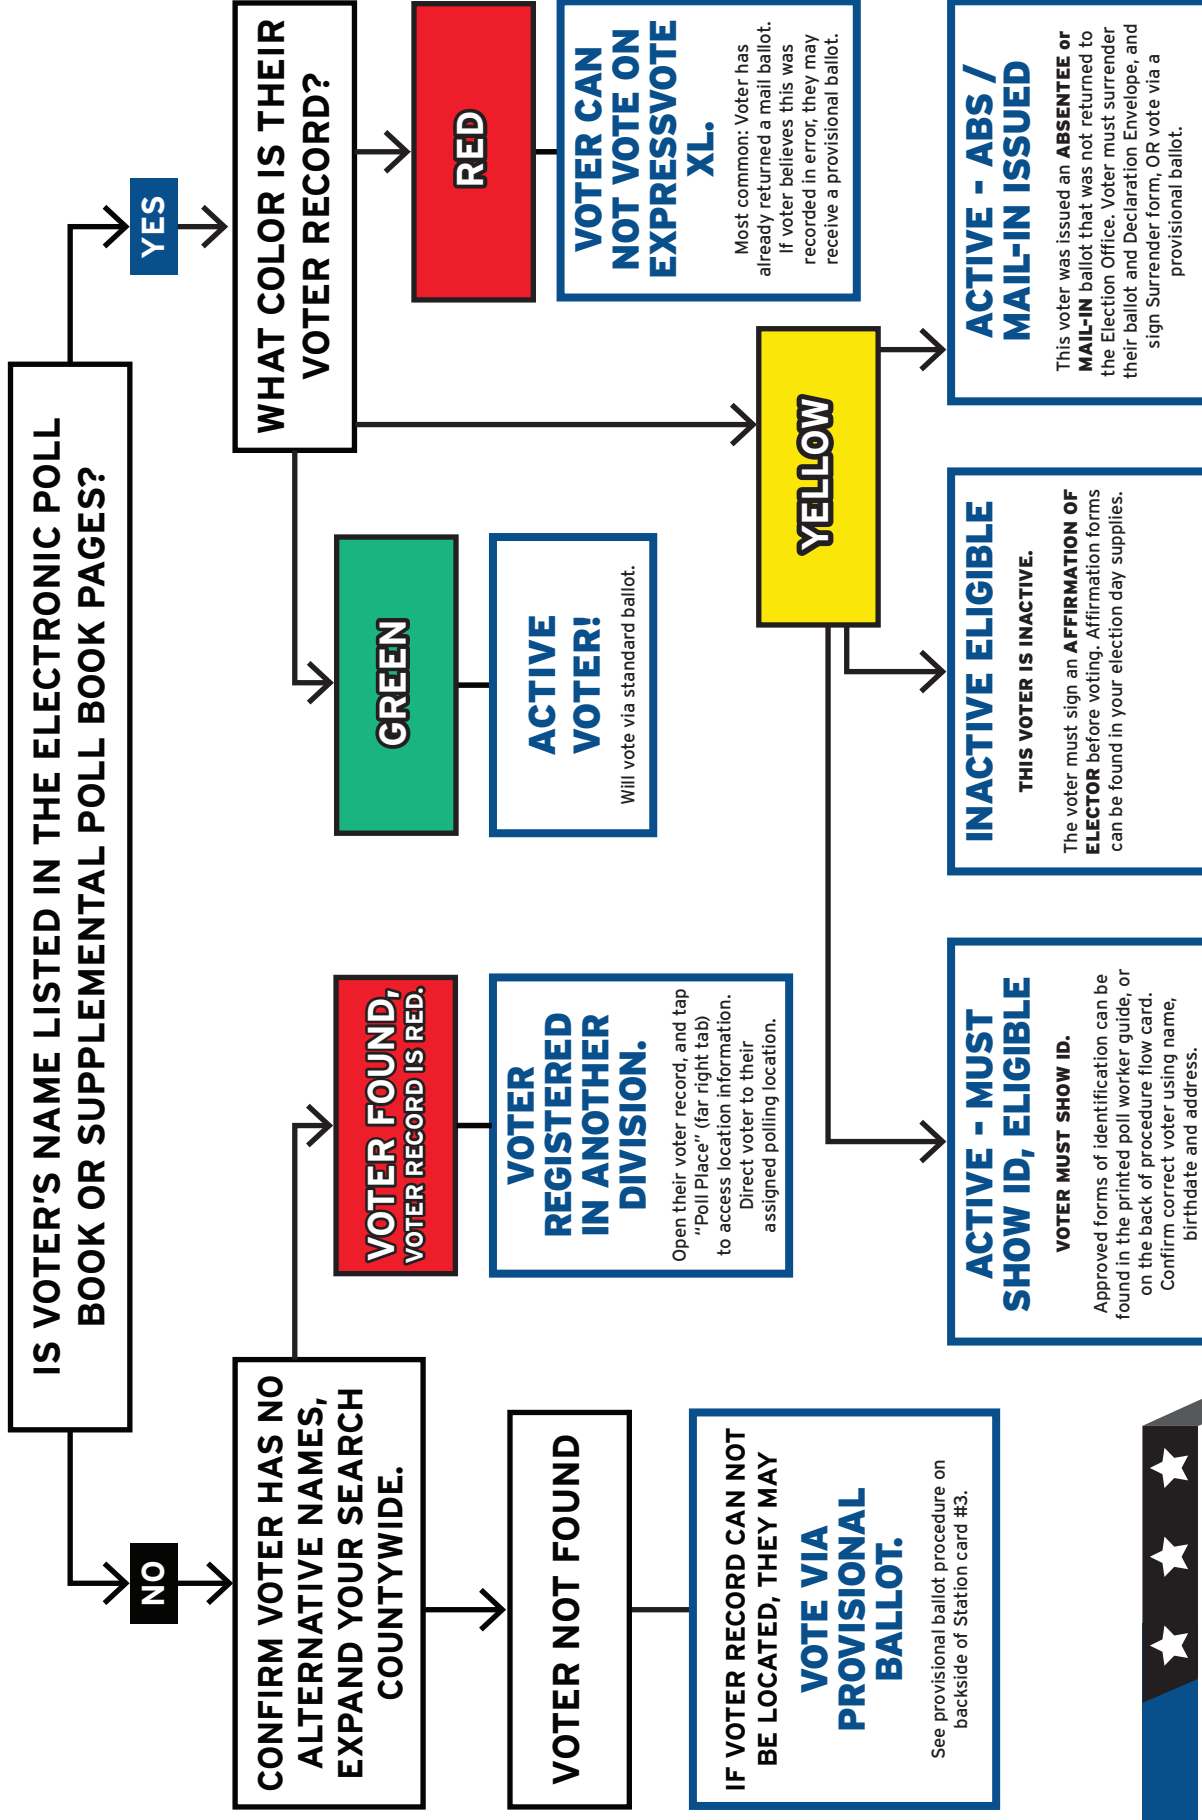 IS VOTER'S NAME LISTED IN THE ELECTRONIC POLL
BOOK OR SUPPLEMENTAL POLL BOOK PAGES?
NO
YES
CONFIRM VOTER HAS NO
ALTERNATIVE NAMES,
EXPAND YOUR SEARCH
COUNTYWIDE.
VOTER NOT FOUND
IF VOTER RECORD CAN NOT
BE LOCATED, THEY MAY
VOTE VIA
PROVISIONAL
BALLOT.
See provisional ballot procedure on
backside of Station card #3.
VOTER FOUND,
VOTER RECORD IS RED.
VOTER
REGISTERED
IN ANOTHER
DIVISION.
Open their voter record, and tap
"Poll Place" (far right tab)
to access location information.
Direct voter to their
assigned polling location.
WHAT COLOR IS THEIR
VOTER RECORD?
GREEN
ACTIVE
VOTER!
Will vote via standard ballot.
RED
VOTER CAN
NOT VOTE ON
EXPRESSVOTE
XL.
Most common: Voter has
already returned a mail ballot.
If voter believes this was
recorded in error, they may
receive a provisional ballot.
YELLOW
ACTIVE - MUST
SHOW ID, ELIGIBLE
VOTER MUST SHOW ID.
Approved forms of identification can be
found in the printed poll worker guide, or
on the back of procedure flow card.
Confirm correct voter using name,
birthdate and address.
INACTIVE ELIGIBLE
THIS VOTER IS INACTIVE.
The voter must sign an AFFIRMATION OF
ELECTOR before voting. Affirmation forms
can be found in your election day supplies.
ACTIVE - ABS /
MAIL-IN ISSUED
This voter was issued an ABSENTEE or
MAIL-IN ballot that was not returned to
the Election Office. Voter must surrender
their ballot and Declaration Envelope, and
sign Surrender form, OR vote via a
provisional ballot.